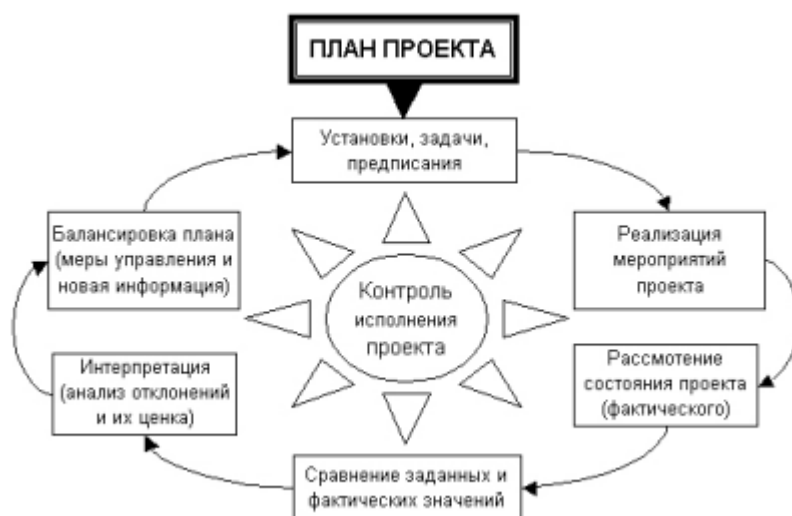 ПЛАН ПРОЕКТА
Установки, задачи,
предписания
Балансировка плана
(меры управления и
новая информация)
Реализация
мероприятий
проекта
Контроль
исполнения
проекта
Интерпретация
(анализ отклонений
и их ценка)
Рассмотение
состояния проекта
(фактического)
Сравнение заданных и
фактических значений